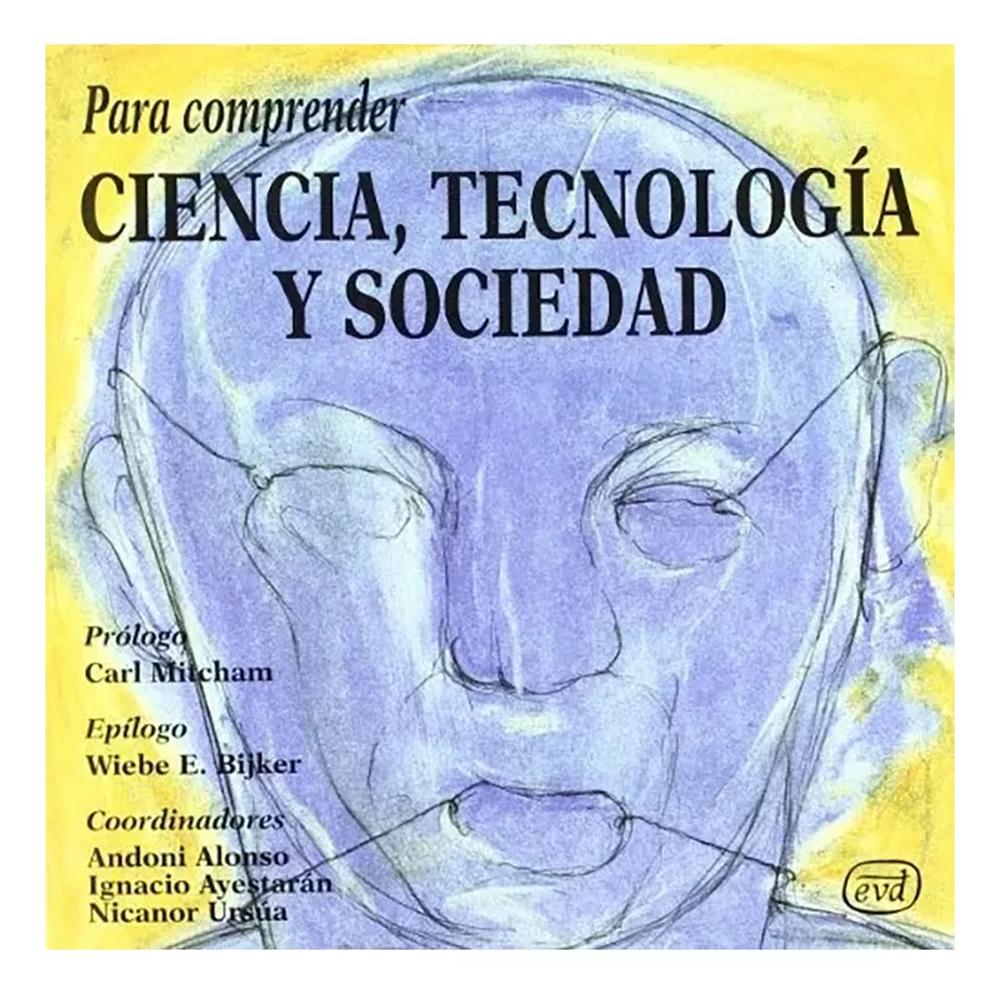 Para comprender
CIENCIA, TECNOLOGÍA
Y SOCIEDAD
Prólogo
Carl Mitcham
Epílogo
Wiebe E. Bijker
Coordinadores
Andoni Alonso
Ignacio Ayestarán
Nicanor Ursúa
evd